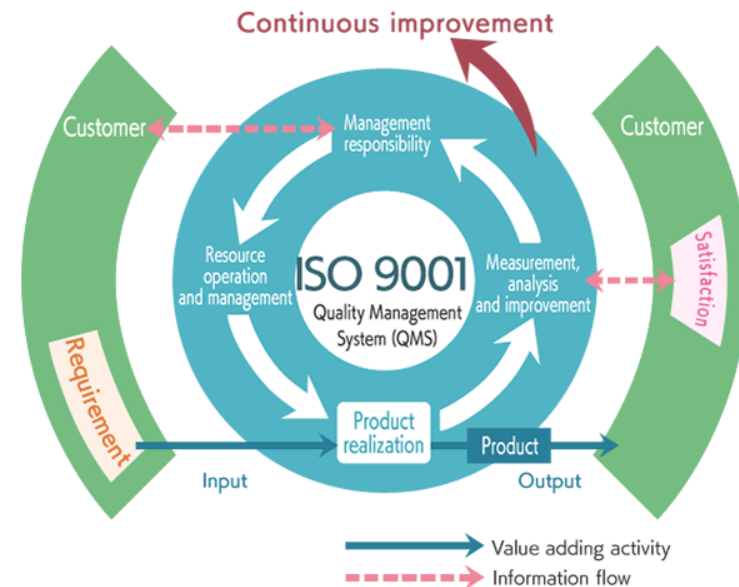 Continuous improvement
Customer
Management
responsibility
Customer
Resource
operation
and management
ISO 9001
Quality Management
System (QMS)
Measurement,
analysis
and improvement
Satisfaction
Requirement
Product
realization
Product
Input
Output
Value adding activity
Information flow